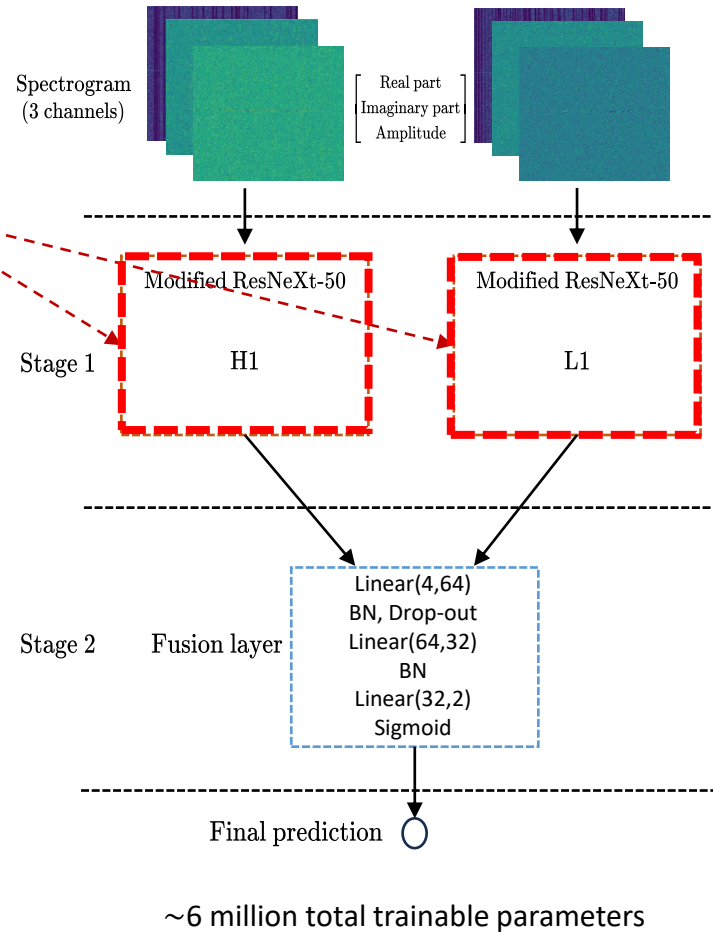 Spectrogram
(3 channels)
Real part
Imaginary part
Amplitude
Modified ResNeXt-50
Modified ResNeXt-50
Stage 1
H1
L1
Stage 2
Fusion layer
Linear(4,64)
BN, Drop-out
Linear(64,32)
BN
Linear(32,2)
Sigmoid
Final prediction
~6 million total trainable parameters